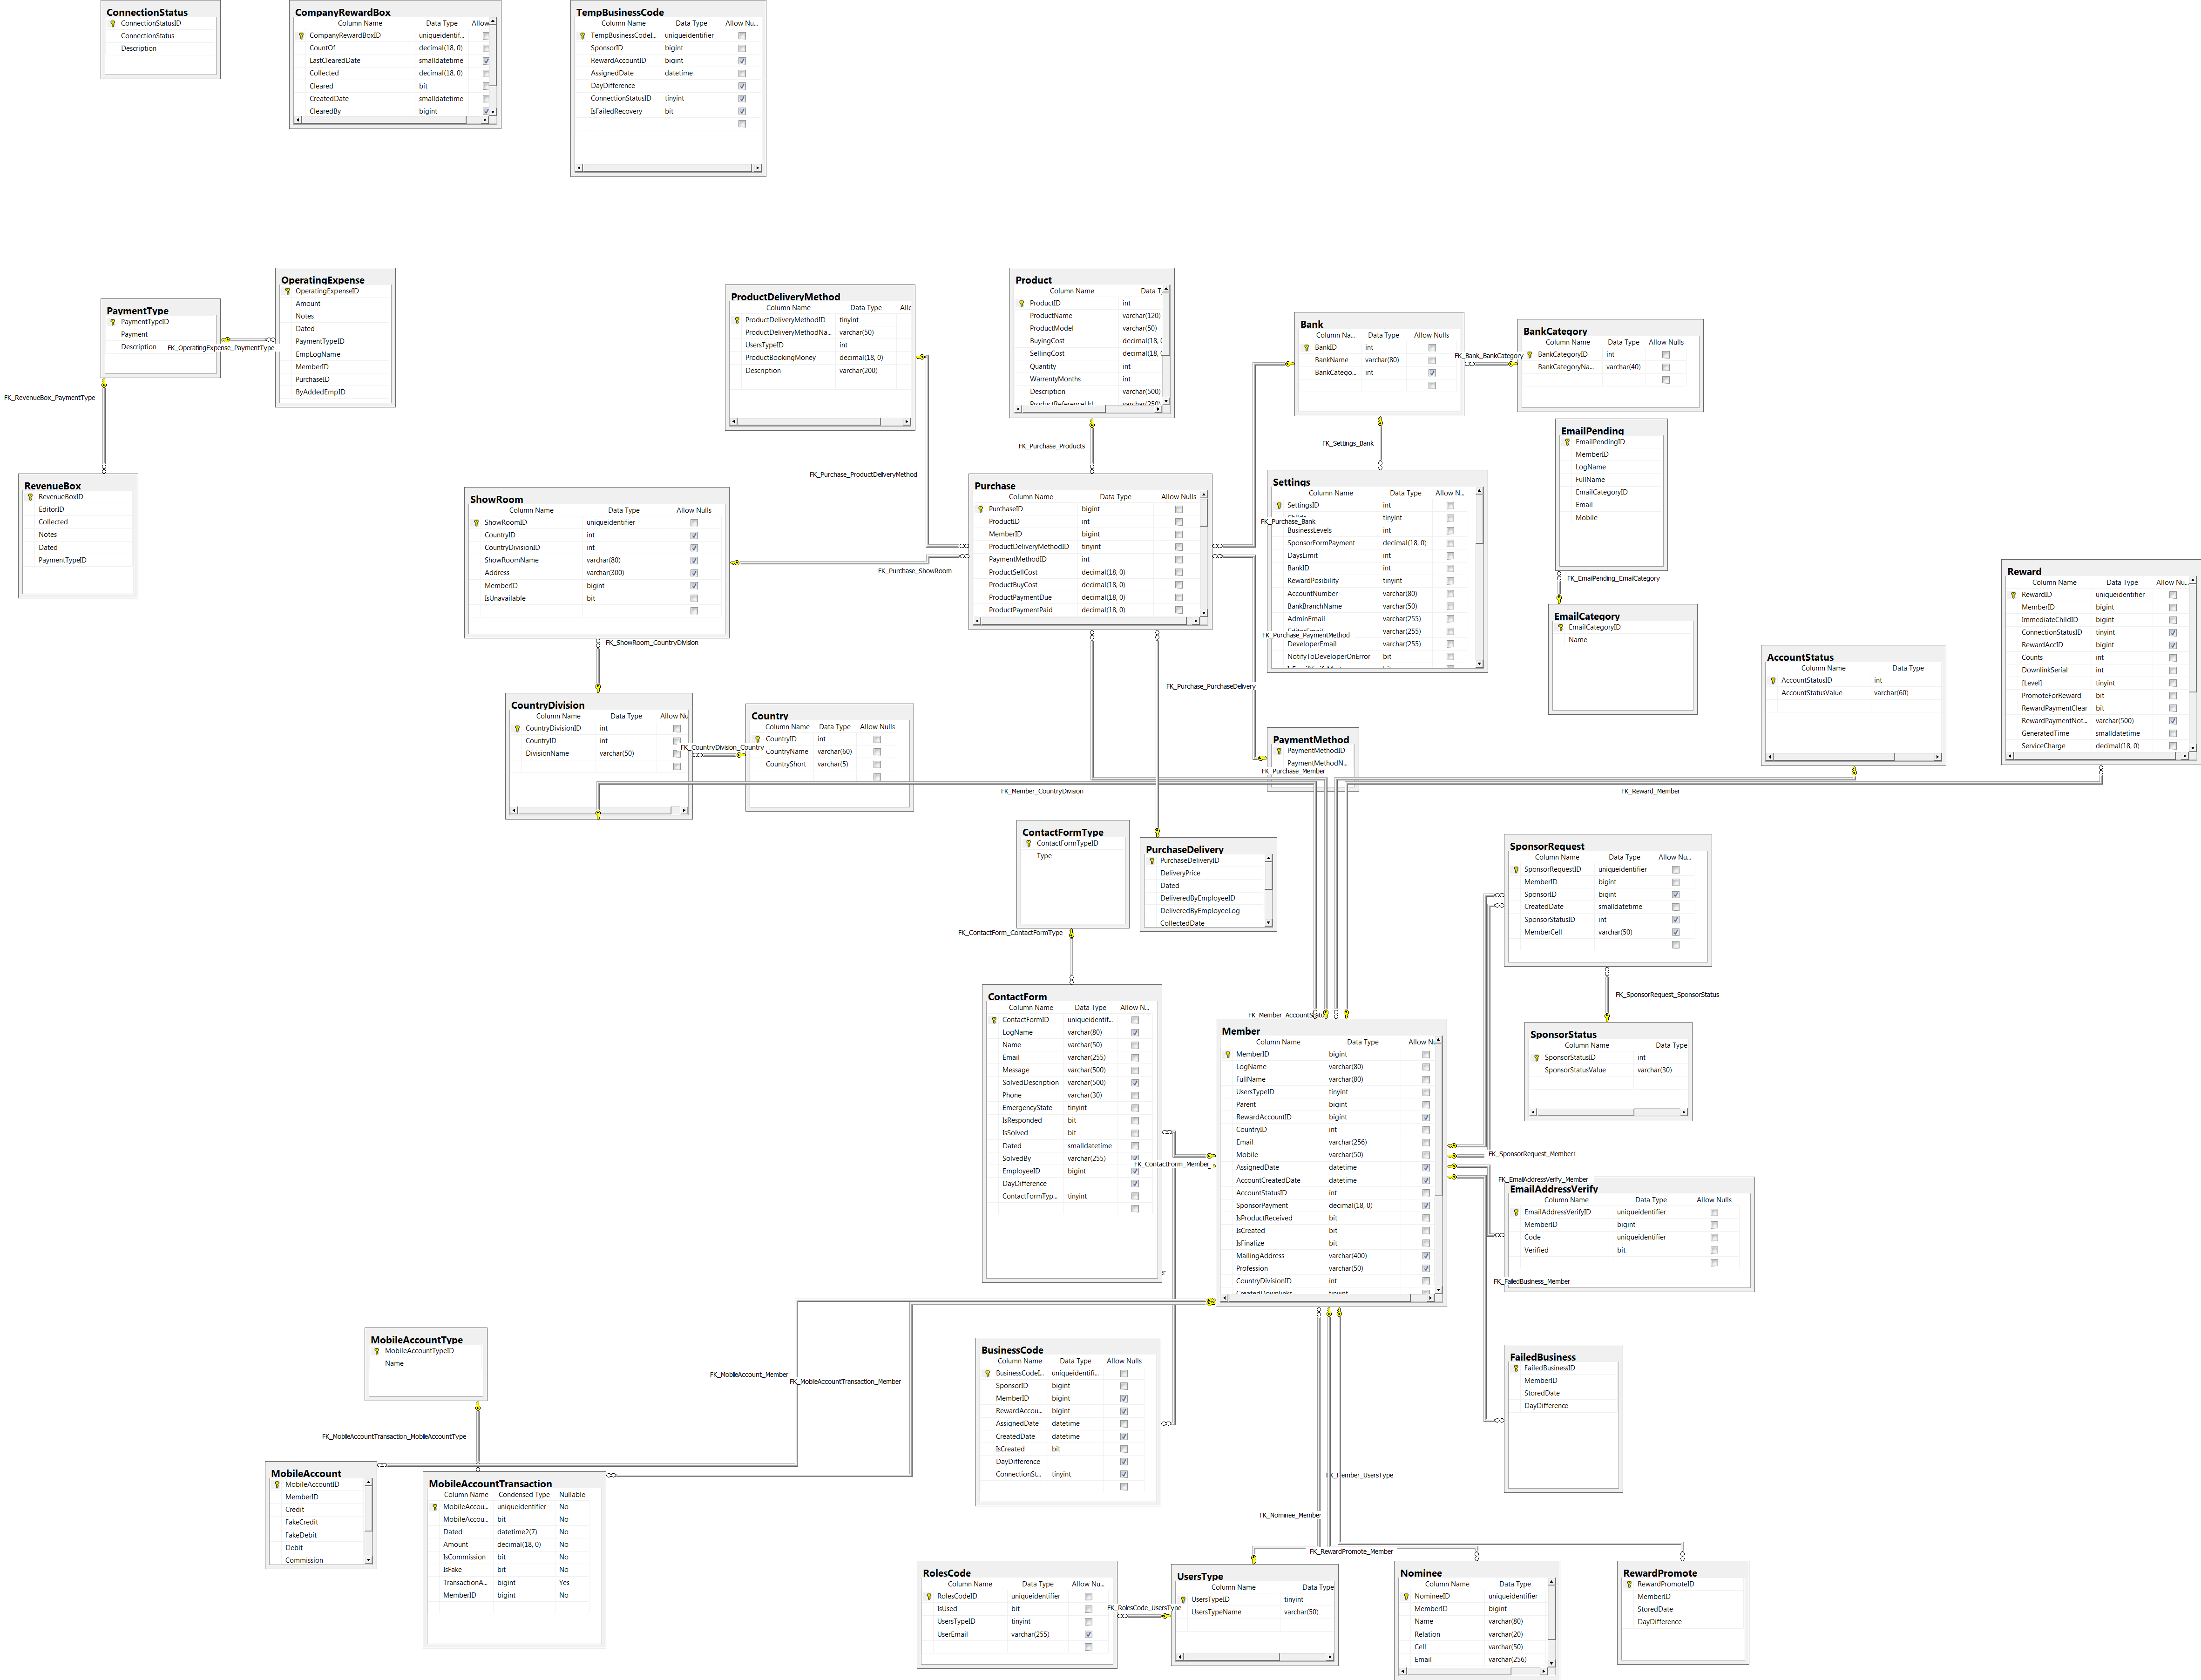 ConnectionStatus
ConnectionStatusID
ConnectionStatus
Description
CompanyRewardBox
Column Name Data Type Allow
CompanyRewardBoxID uniqueidentif...
CountOf decimal(18, 0)
LastClearedDate smalldatetime
Collected decimal(18, 0)
Cleared bit
CreatedDate smalldatetime
ClearedBy bigint
TempBusinessCode
Column Name Data Type Allow Nu...
TempBusinessCodeI... uniqueidentifier
SponsorID bigint
RewardAccountID bigint
AssignedDate datetime
DayDifference
ConnectionStatusID tinyint
IsFailedRecovery bit
PaymentType
PaymentTypeID
Payment
Description
FK_OperatingExpense_PaymentType
OperatingExpense
OperatingExpenseID
Amount
Notes
Dated
PaymentTypeID
EmpLogName
MemberID
PurchaseID
ByAddedEmpID
FK_RevenueBox_PaymentType
RevenueBox
RevenueBoxID
EditorID
Collected
Notes
Dated
PaymentTypeID
ProductDeliveryMethod
Column Name Data Type
ProductDeliveryMethodID tinyint
ProductDeliveryMethodNa... varchar(50)
UsersTypeID int
ProductBookingMoney decimal(18, 0)
Description varchar(200)
FK_Purchase_ProductDeliveryMethod
Product
Column Name Data T
ProductID int
ProductName varchar(120)
ProductModel varchar(50)
BuyingCost decimal(18, (
SellingCost decimal(18, (
Quantity int
WarrentyMonths int
Description varchar(500)
ProductReferenceUrl varchar(250)
FK_Purchase_Products
Bank
Column Na... Data Type Allow Nulls
BankID int
BankName varchar(80)
BankCatego... int
FK_Bank_BankCategory
BankCategory
Column Name Data Type Allow Nulls
BankCategoryID int
BankCategoryNa... varchar(40)
FK_Settings_Bank
EmailPending
EmailPendingID
MemberID
LogName
FullName
EmailCategoryID
Email
Mobile
FK_EmailPending_EmailCategory
EmailCategory
EmailCategoryID
Name
ShowRoom
Column Name Data Type Allow Nulls
ShowRoomID uniqueidentifier
CountryID int
CountryDivisionID int
ShowRoomName varchar(80)
Address varchar(300)
MemberID bigint
IsUnavailable bit
FK_Purchase_ShowRoom
FK_ShowRoom_CountryDivision
Purchase
Column Name Data Type Allow Nulls
PurchaseID bigint
ProductID int
MemberID bigint
ProductDeliveryMethodID tinyint
PaymentMethodID int
ProductSellCost decimal(18, 0)
ProductBuyCost decimal(18, 0)
ProductPaymentDue decimal(18, 0)
ProductPaymentPaid decimal(18, 0)
Settings
Column Name Data Type Allow N...
SettingsID int
tinyint
FK_Purchase_Bank
BusinessLevels int
SponsorFormPayment decimal(18, 0)
DaysLimit int
BankID int
RewardPosibility tinyint
AccountNumber varchar(80)
BankBranchName varchar(50)
AdminEmail varchar(255)
EditorEmail varchar(255)
FK_Purchase_PaymentMethod
DeveloperEmail varchar(255)
NotifyToDeveloperOnError bit
FK_Purchase_PurchaseDelivery
AccountStatus
Column Name Data Type
AccountStatusID int
AccountStatusValue varchar(60)
Reward
Column Name Data Type Allow Nu...
RewardID uniqueidentifier
MemberID bigint
ImmediateChildID bigint
ConnectionStatusID tinyint
RewardAccID bigint
Counts int
DownlinkSerial int
[Level] tinyint
PromoteForReward bit
RewardPaymentClear bit
RewardPaymentNot... varchar(500)
GeneratedTime smalldatetime
ServiceCharge decimal(18, 0)
CountryDivision
Column Name Data Type Allow Nu
CountryDivisionID int
CountryID int
DivisionName varchar(50)
FK_CountryDivision_Country
Country
Column Name Data Type Allow Nulls
CountryID int
CountryName varchar(60)
CountryShort varchar(5)
PaymentMethod
PaymentMethodID
PaymentMethodN...
FK_Purchase_Member
FK_Member_CountryDivision
FK_Reward_Member
ContactFormType
ContactFormTypeID
Type
FK_ContactForm_ContactFormType
PurchaseDelivery
PurchaseDeliveryID
DeliveryPrice
Dated
DeliveredByEmployeeID
DeliveredByEmployeeLog
CollectedDate
SponsorRequest
Column Name Data Type Allow Nu...
SponsorRequestID uniqueidentifier
MemberID bigint
SponsorID bigint
CreatedDate smalldatetime
SponsorStatusID int
MemberCell varchar(50)
FK_SponsorRequest_SponsorStatus
SponsorStatus
Column Name Data Type
SponsorStatusID int
SponsorStatusValue varchar(30)
ContactForm
Column Name Data Type Allow N...
ContactFormID uniqueidentif...
LogName varchar(80)
Name varchar(50)
Email varchar(255)
Message varchar(500)
SolvedDescription varchar(500)
Phone varchar(30)
EmergencyState tinyint
IsResponded bit
IsSolved bit
Dated smalldatetime
SolvedBy varchar(255)
EmployeeID bigint
DayDifference
ContactFormTyp... tinyint
FK_ContactForm_Member
FK_Member_AccountStatus
Member
Column Name Data Type Allow Nu
MemberID bigint
LogName varchar(80)
FullName varchar(80)
UsersTypeID tinyint
Parent bigint
RewardAccountID bigint
CountryID int
Email varchar(256)
Mobile varchar(50)
AssignedDate datetime
AccountCreatedDate datetime
AccountStatusID int
SponsorPayment decimal(18, 0)
IsProductReceived bit
IsCreated bit
IsFinalize bit
MailingAddress varchar(400)
Profession varchar(50)
CountryDivisionID int
CreatedDownlinks tinyint
FK_SponsorRequest_Member1
FK_EmailAddressVerify_Member
EmailAddressVerify
Column Name Data Type Allow Nulls
EmailAddressVerifyID uniqueidentifier
MemberID bigint
Code uniqueidentifier
Verified bit
FK_FailedBusiness_Member
FailedBusiness
FailedBusinessID
MemberID
StoredDate
DayDifference
MobileAccountType
MobileAccountTypeID
Name
FK_MobileAccount_Member
FK_MobileAccountTransaction_Member
FK_MobileAccountTransaction_MobileAccountType
BusinessCode
Column Name Data Type Allow Nulls
BusinessCodeI... uniqueidentifi...
SponsorID bigint
MemberID bigint
RewardAccou... bigint
AssignedDate datetime
CreatedDate datetime
IsCreated bit
DayDifference
ConnectionSt... tinyint
MobileAccount
MobileAccountID
MemberID
Credit
FakeCredit
FakeDebit
Debit
Commission
MobileAccountTransaction
Column Name Condensed Type Nullable
MobileAccou... uniqueidentifier No
MobileAccou... bit No
Dated datetime2(7) No
Amount decimal(18, 0) No
IsCommission bit No
IsFake bit No
TransactionA... bigint Yes
MemberID bigint No
FK_Member_UsersType
FK_Nominee_Member
FK_RewardPromote_Member
RolesCode
Column Name Data Type Allow Nu...
RolesCodeID uniqueidentifier
IsUsed bit
UsersTypeID tinyint
UserEmail varchar(255)
FK_RolesCode_UsersType
UsersType
Column Name Data Type
UsersTypeID tinyint
UsersTypeName varchar(50)
Nominee
Column Name Data Type
NomineeID uniqueidentifier
MemberID bigint
Name varchar(80)
Relation varchar(20)
Cell varchar(50)
Email varchar(256)
RewardPromote
RewardPromoteID
MemberID
StoredDate
DayDifference